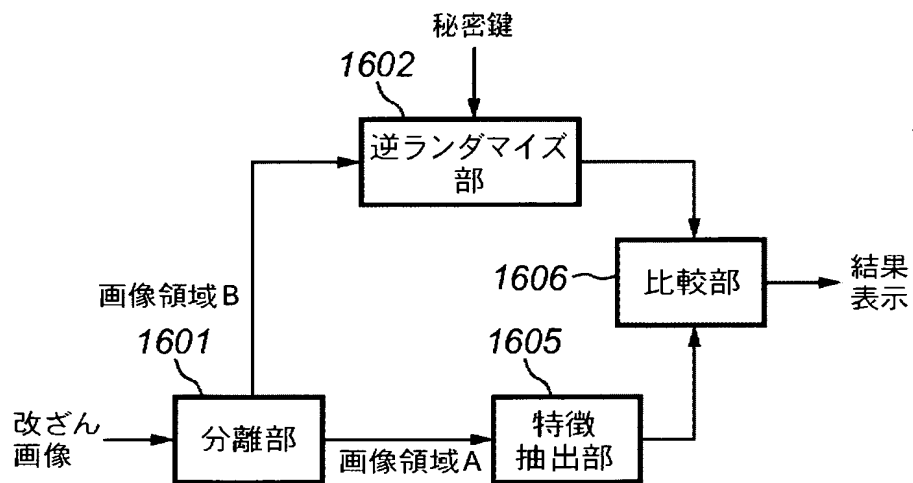 秘密鍵
1602
逆ランダマイズ
部
1606
比較部
結果
表示
画像領域B
1601
1605
改ざん
画像
分離部
画像領域A
特徴
抽出部